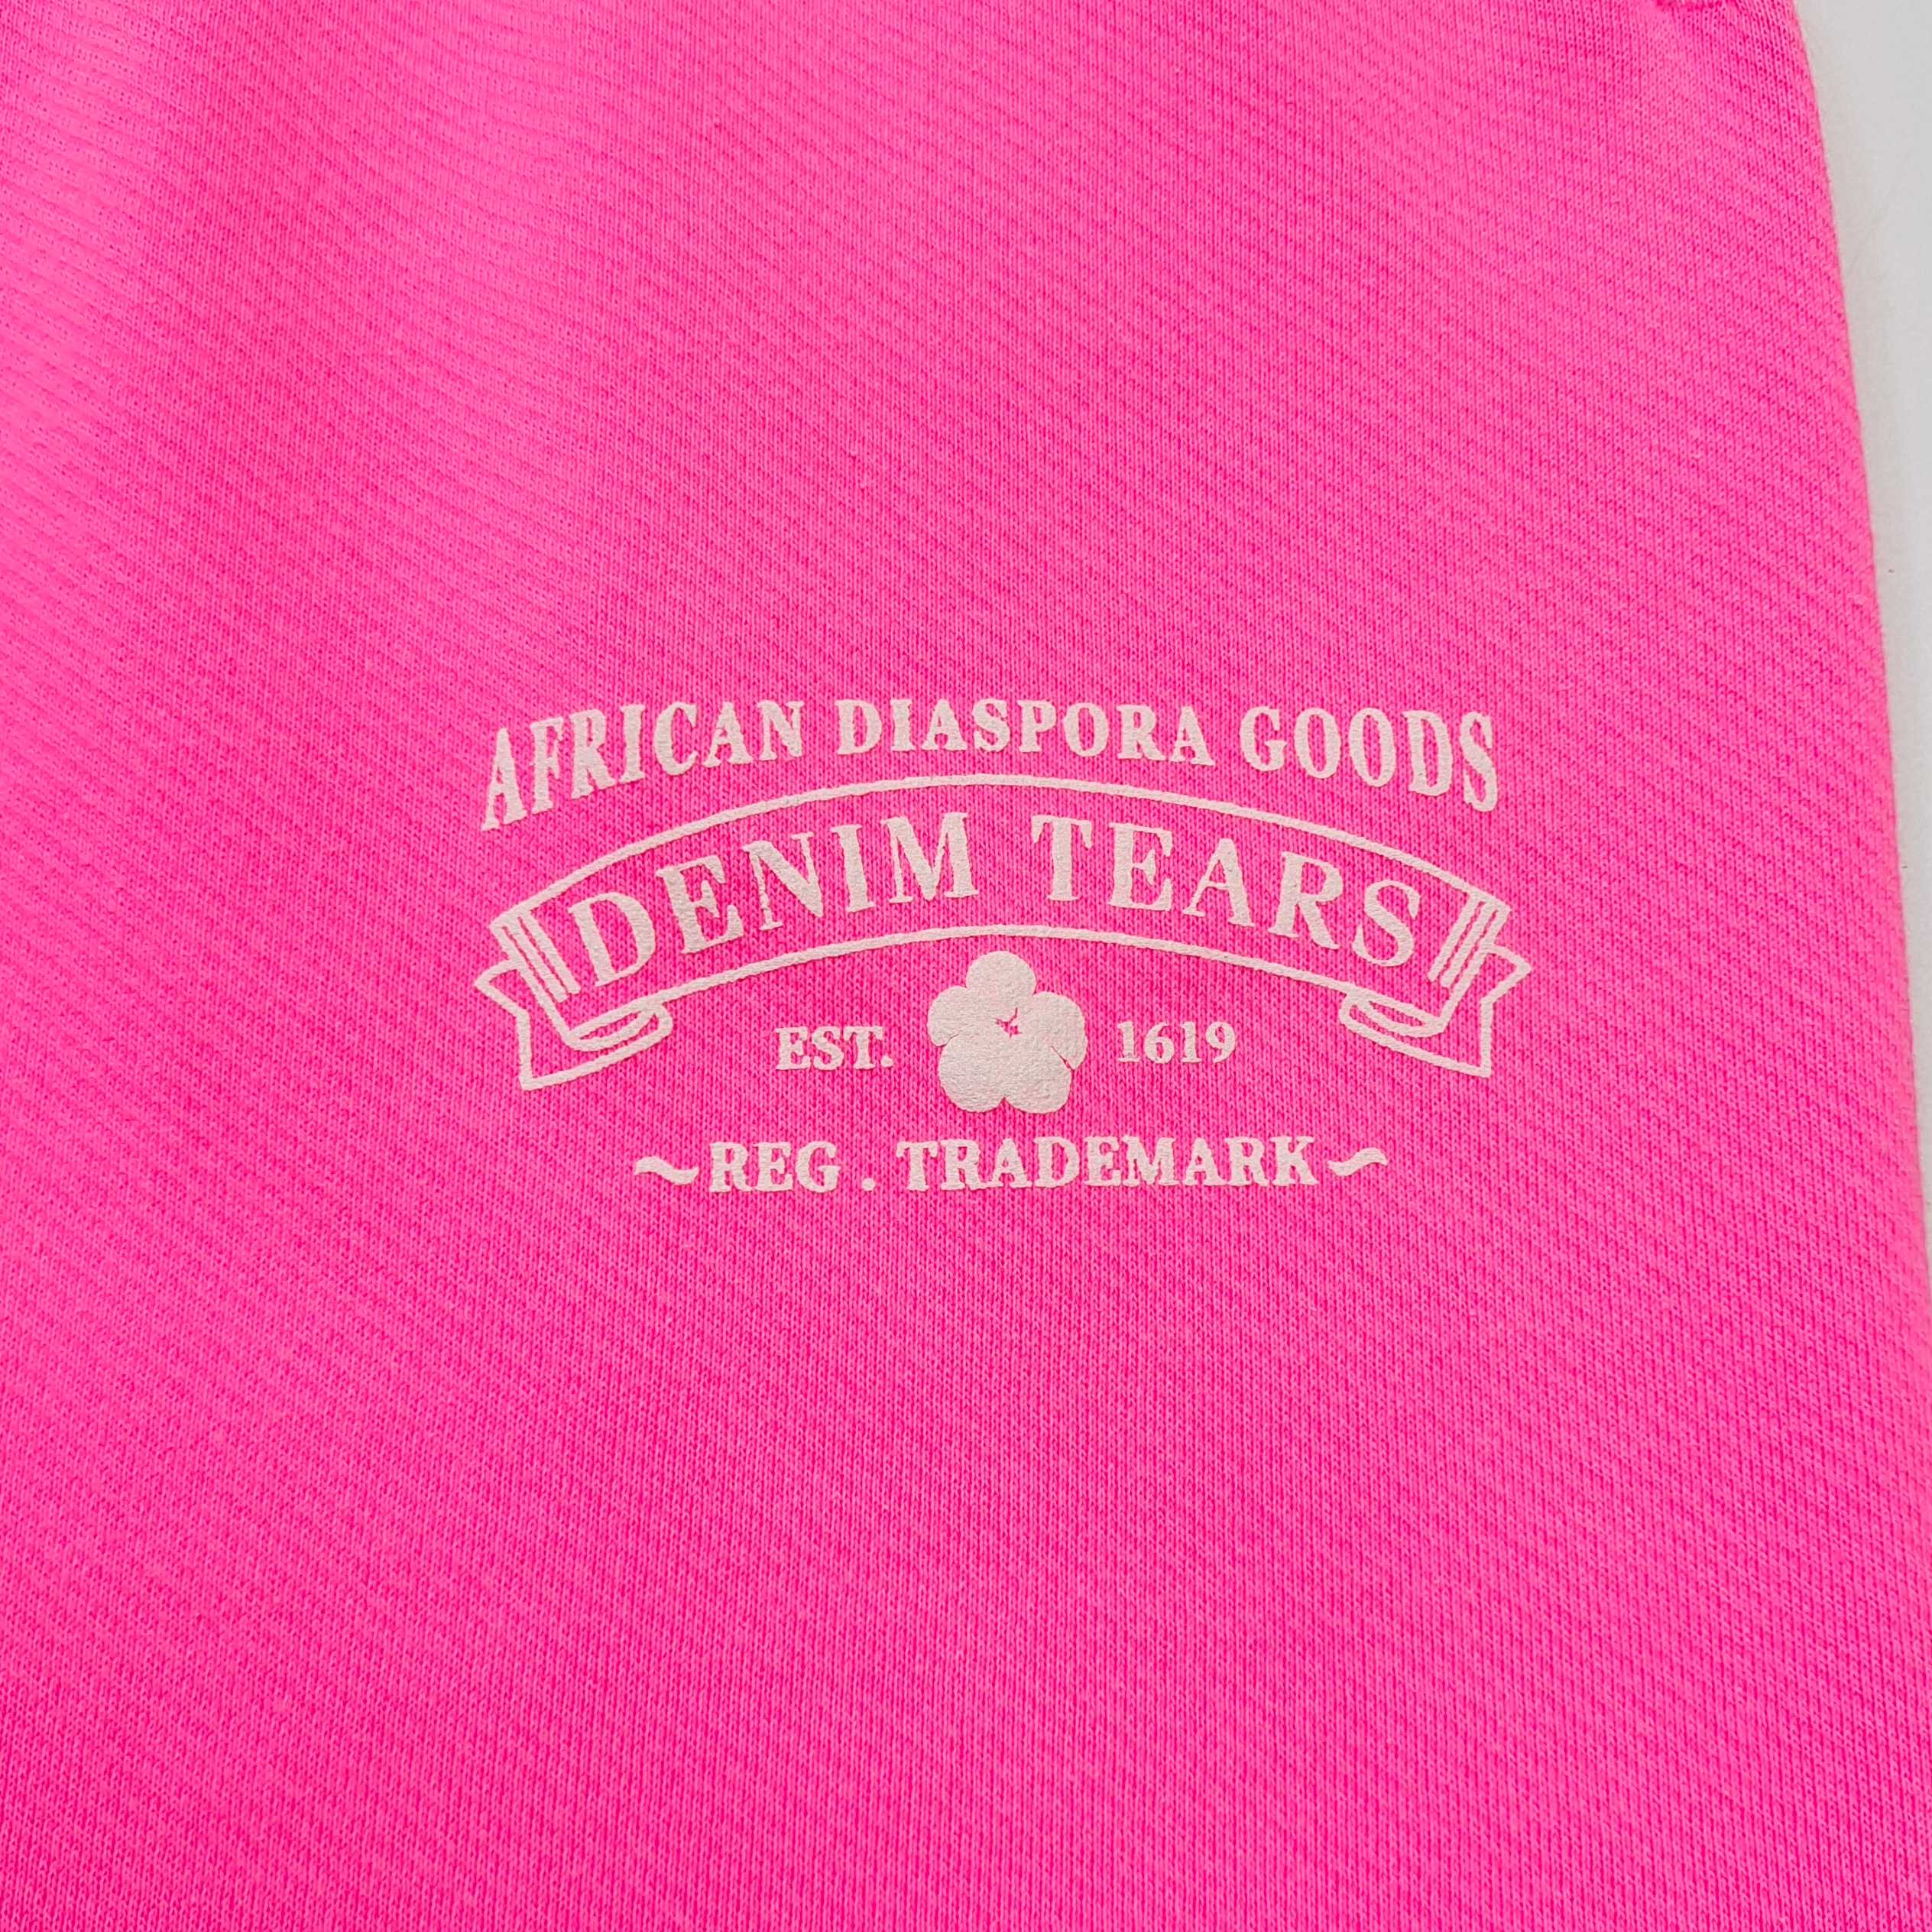 AFRICAN DIASPORA GOODS
DENIM TEARS
EST. 1619
~REG . TRADEMARK~